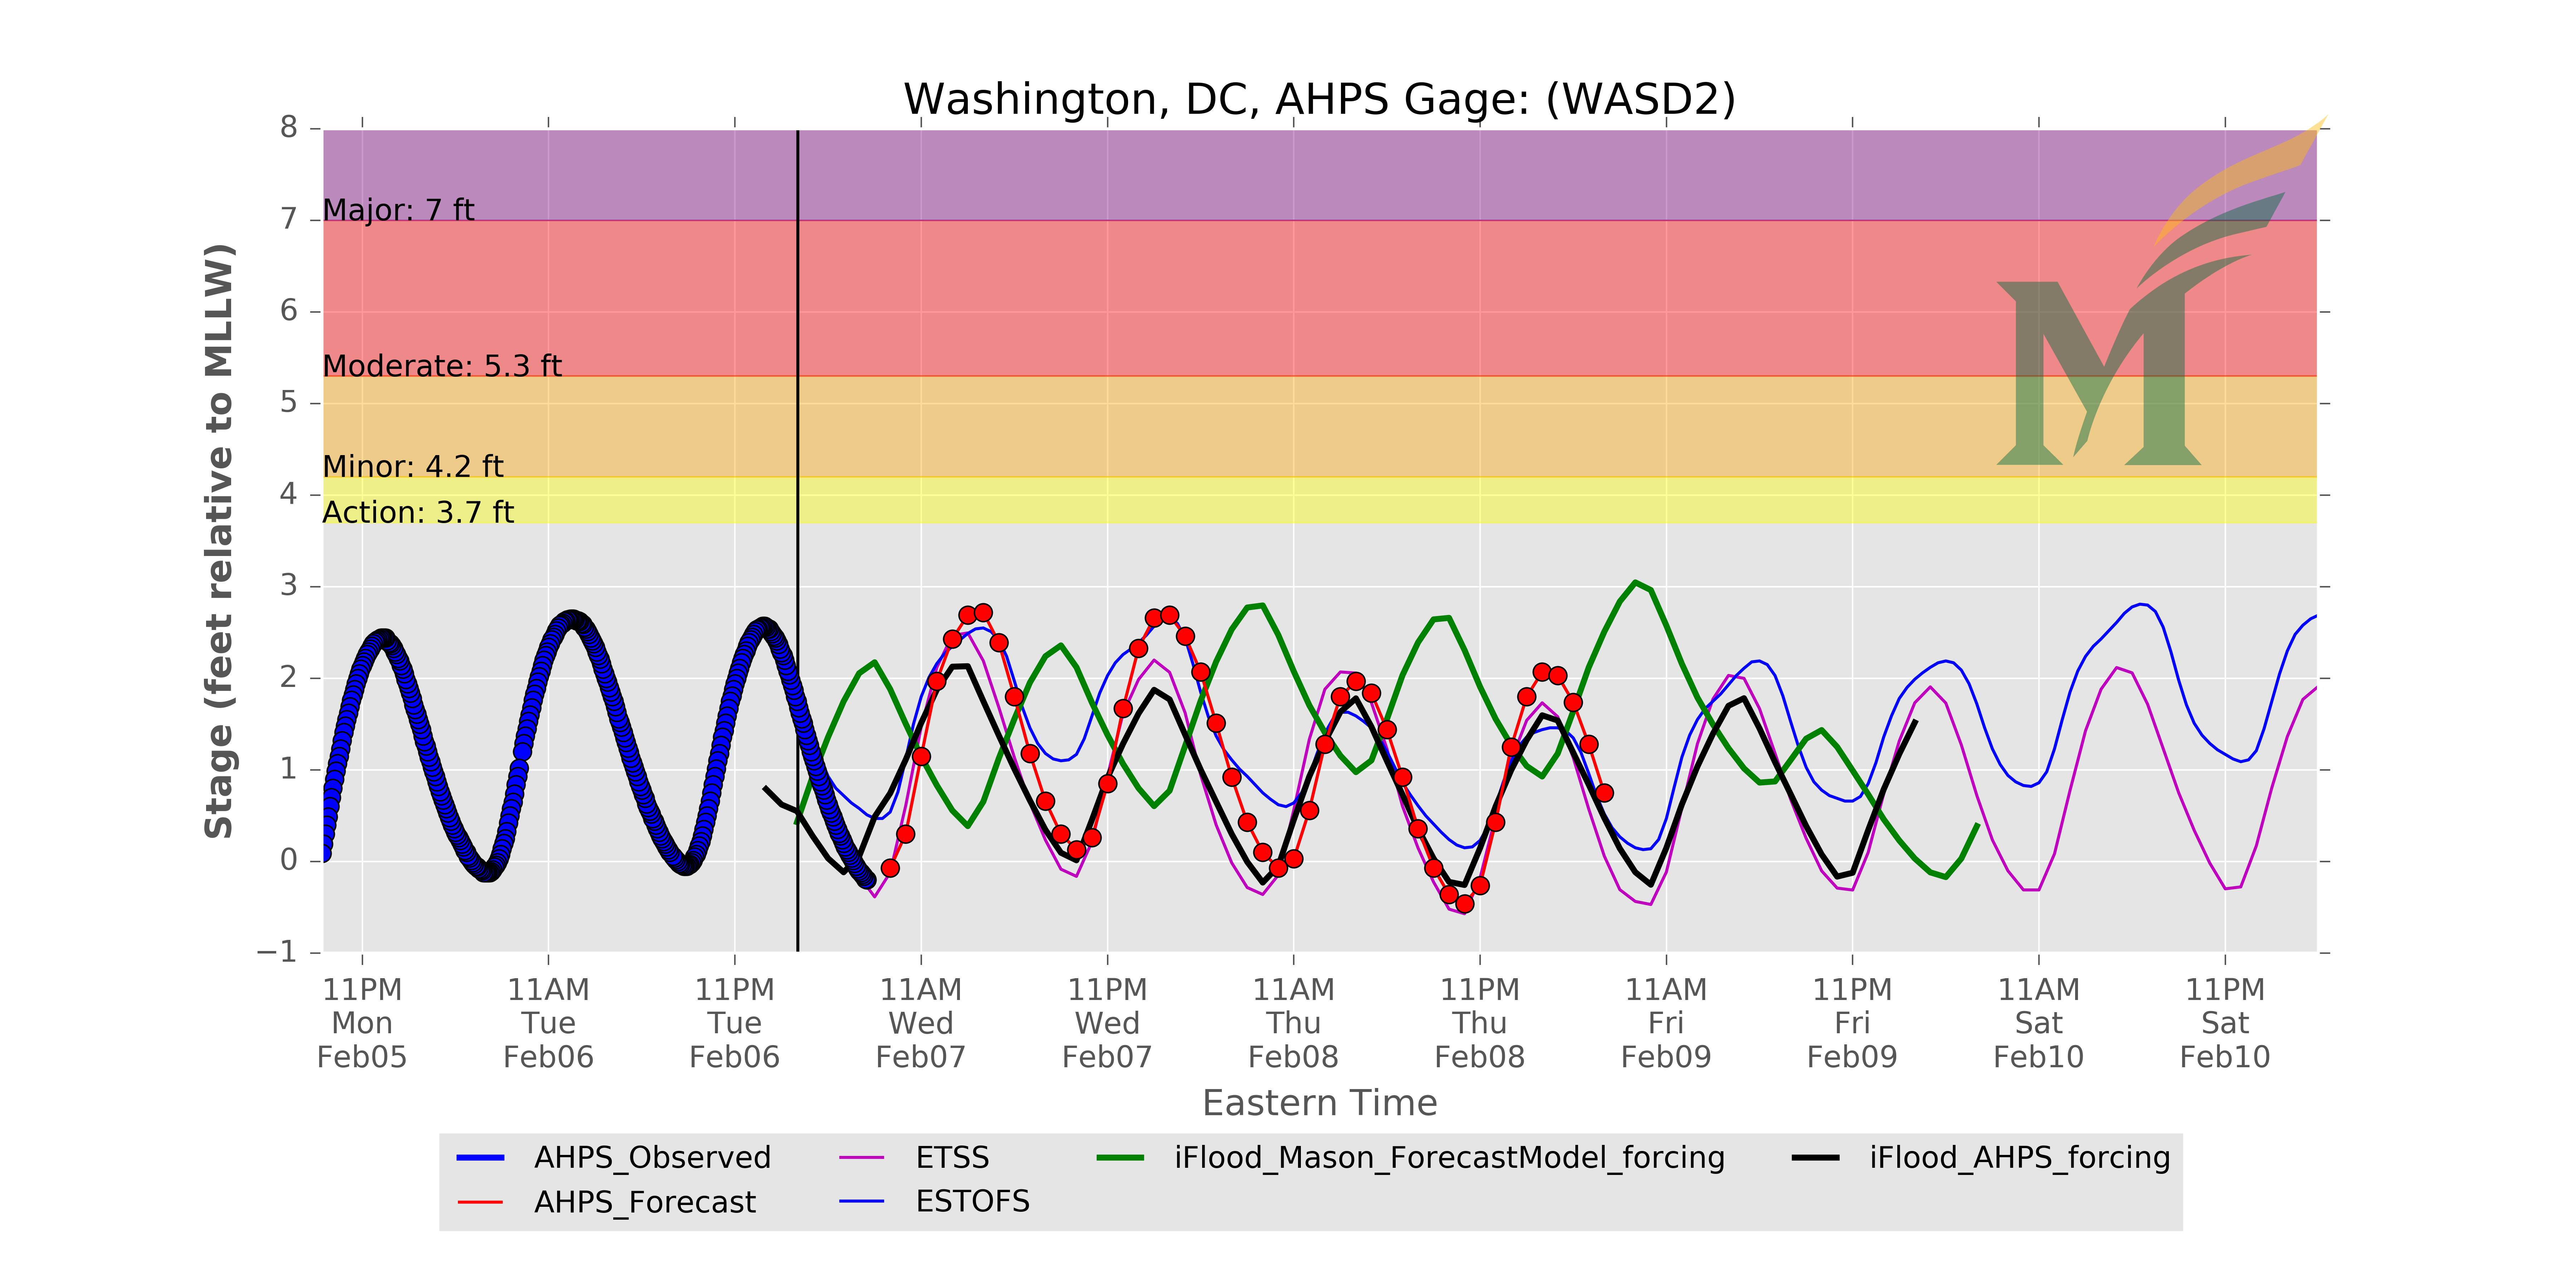 Washington, DC, AHPS Gage: (WASD2)
8
7
6
5
4
3
2
1
0
−1
Stage (feet relative to MLLW)
Major: 7 ft
Moderate: 5.3 ft
Minor: 4.2 ft
Action: 3.7 ft
M
11PM Mon Feb05
11AM Tue Feb06
11PM Tue Feb06
11AM Wed Feb07
11PM Wed Feb07
11AM Thu Feb08
11PM Thu Feb08
11AM Fri Feb09
11PM Fri Feb09
11AM Sat Feb10
11PM Sat Feb10
Eastern Time
AHPS_Observed
AHPS_Forecast
ETSS
ESTOFS
iFlood_Mason_ForecastModel_forcing
iFlood_AHPS_forcing